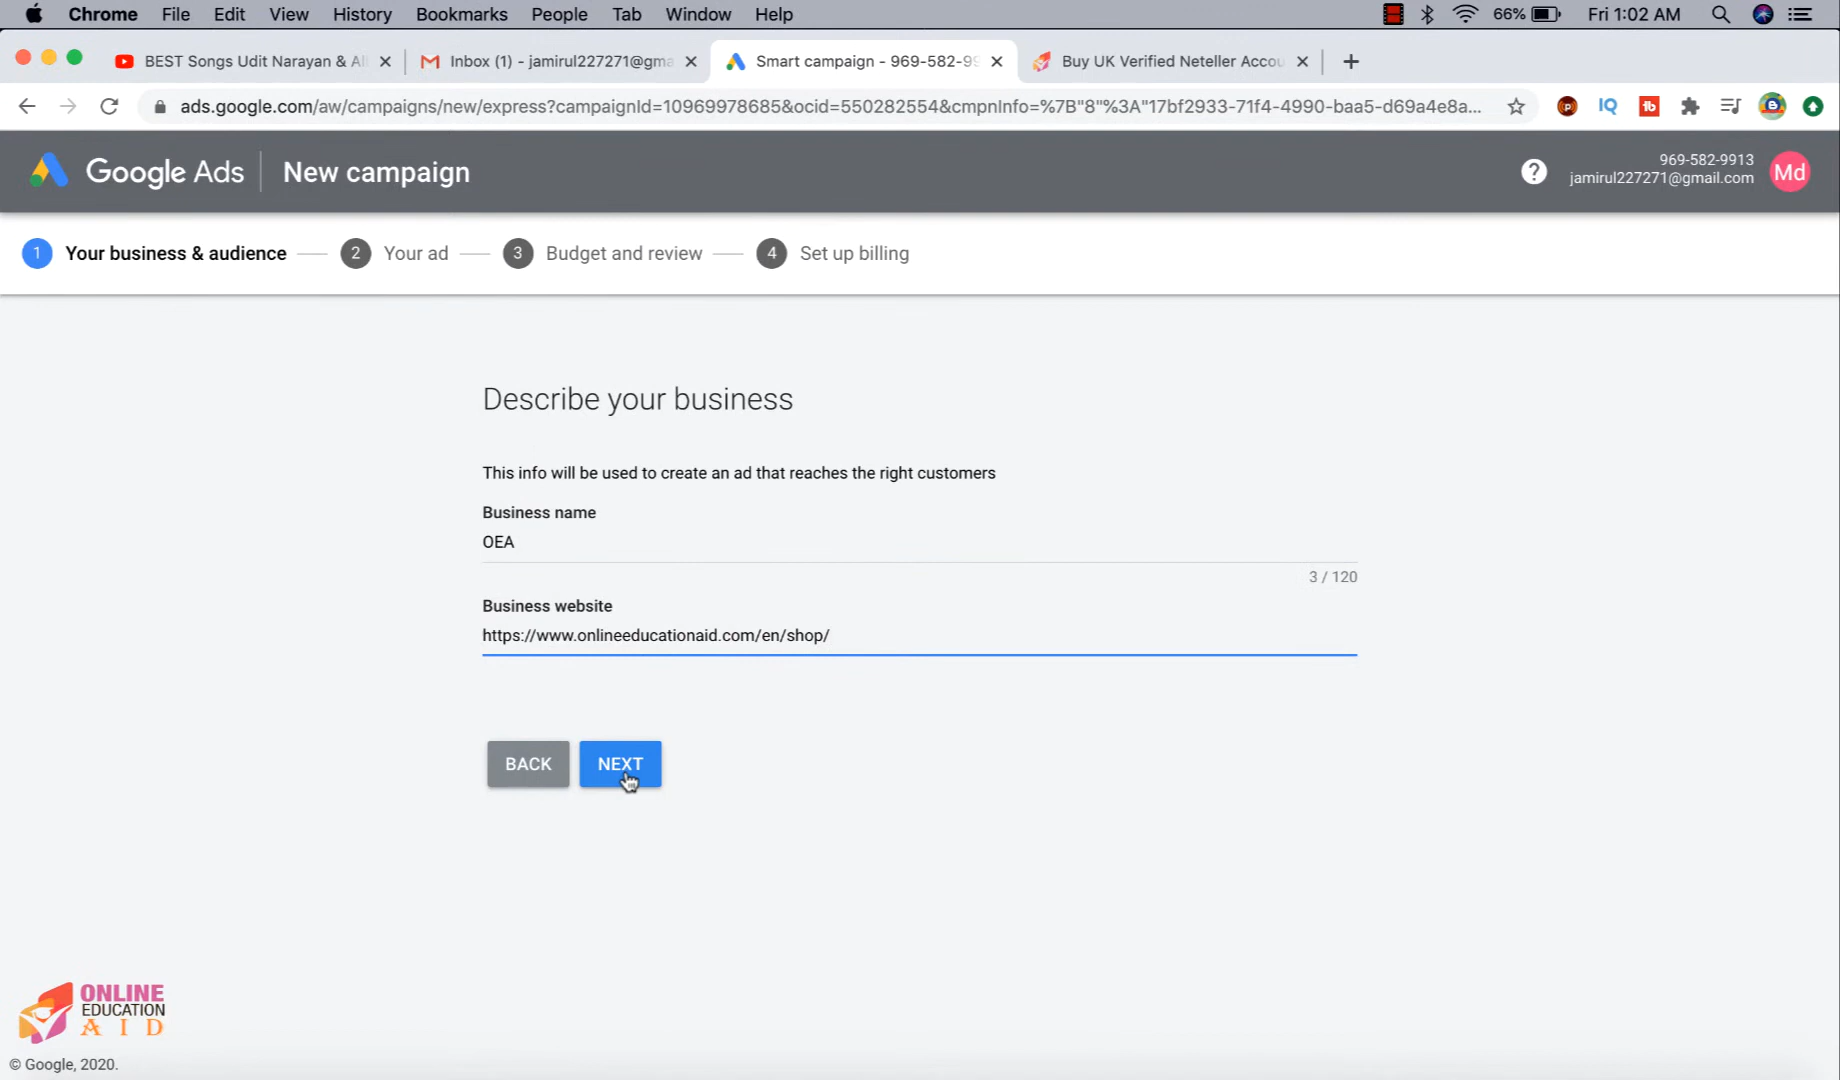 Chrome File Edit View History Bookmarks People Tab Window Help 66% Fri 1:02 AM
BEST Songs Udit Narayan & Al Inbox (1) - jamirul227271@gma Smart campaign - 969-582-99 Buy UK Verified Neteller Accou
ads.google.com/aw/campaigns/new/express?campaignId=10969978685&ocid=550282554&cmpnInfo=%7B"8"%3A"17bf2933-71f4-4990-baa5-d69a4e8a... IQ tb
Google Ads New campaign ? 969-582-9913
jamirul227271@gmail.com Md
1 Your business & audience 2 Your ad 3 Budget and review 4 Set up billing
Describe your business
This info will be used to create an ad that reaches the right customers
Business name
OEA
3 / 120
Business website
https://www.onlineeducationaid.com/en/shop/
BACK NEXT
ONLINE
EDUCATION
AID
© Google, 2020.